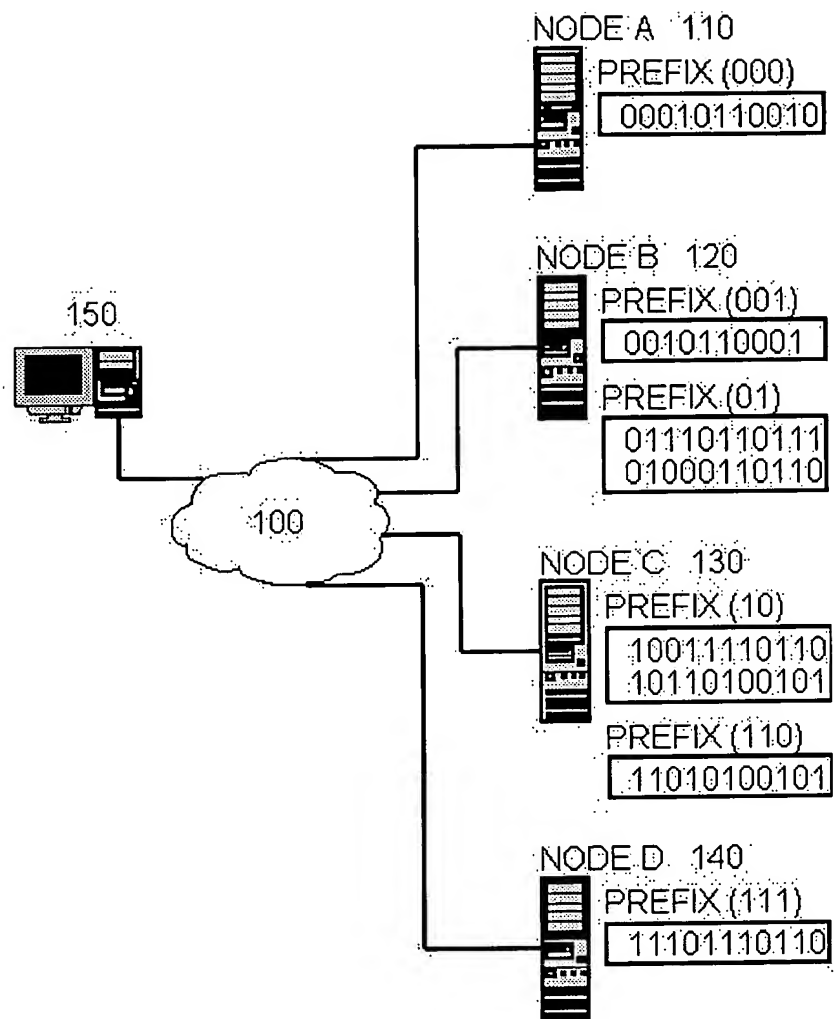 NODE A 110
PREFIX (000)
00010110010
NODE B 120
PREFIX (001)
0010110001
150
PREFIX (01)
01110110111
01000110110
100
NODE C 130
PREFIX (10)
10011110110
10110100101
PREFIX (110)
11010100101
NODE D 140
PREFIX (111)
11101110110